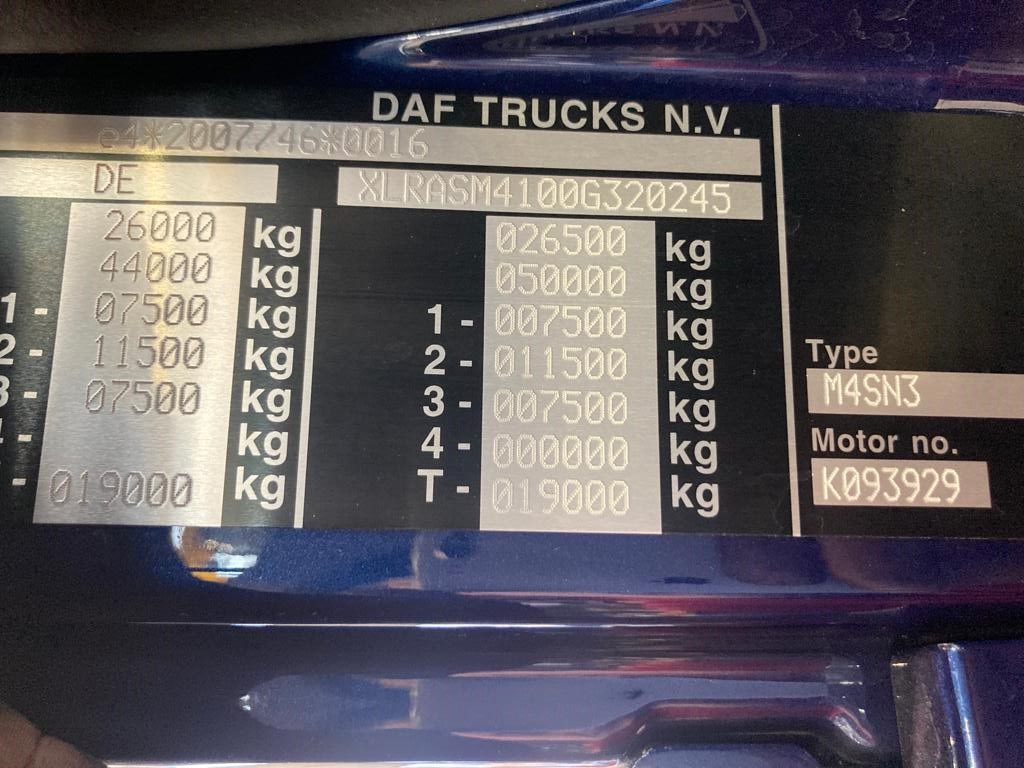 DAF TRUCKS N.V.
e4*2007/46*0016
DE XLRASM4100G320245
26000 kg 026500 kg
44000 kg 050000 kg
1 - 07500 kg 1 - 007500 kg
2 - 11500 kg 2 - 011500 kg
3 - 07500 kg 3 - 007500 kg
- kg 4 - 000000 kg
- 019000 kg T - 019000 kg
Type
M4SN3
Motor no.
K093929